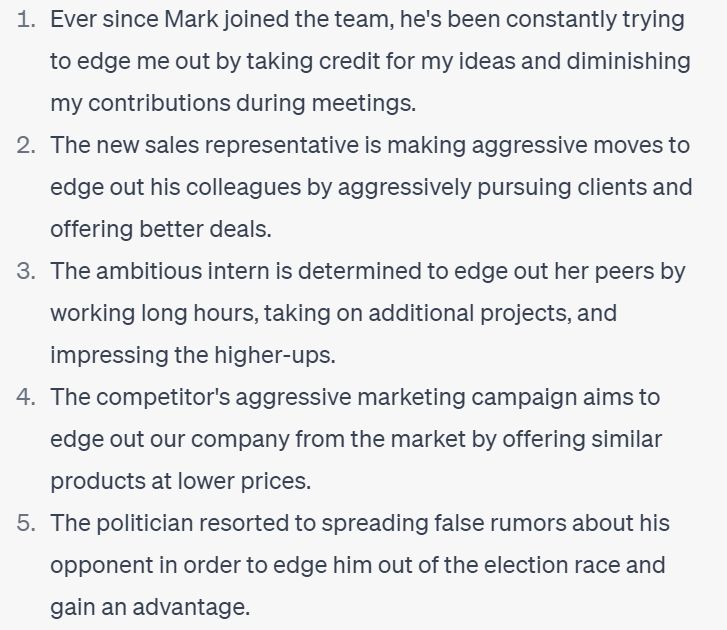 1. Ever since Mark joined the team, he's been constantly trying
to edge me out by taking credit for my ideas and diminishing
my contributions during meetings.
2. The new sales representative is making aggressive moves to
edge out his colleagues by aggressively pursuing clients and
offering better deals.
3. The ambitious intern is determined to edge out her peers by
working long hours, taking on additional projects, and
impressing the higher-ups.
4. The competitor's aggressive marketing campaign aims to
edge out our company from the market by offering similar
products at lower prices.
5. The politician resorted to spreading false rumors about his
opponent in order to edge him out of the election race and
gain an advantage.